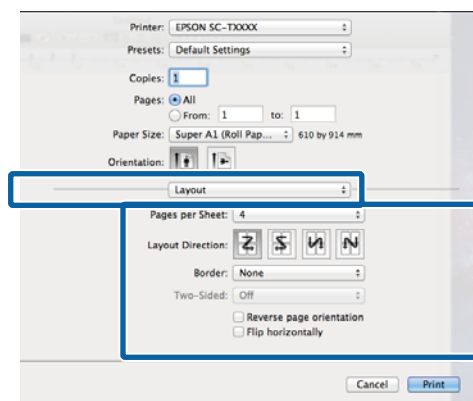 Printer: EPSON SC-TXXXX
Presets: Default Settings
Copies: 1
Pages: All
From: 1 to: 1
Paper Size: Super A1 (Roll Pap... 610 by 914 mm
Orientation:
Layout
Pages per Sheet: 4
Layout Direction:
Border: None
Two-Sided: Off
Reverse page orientation
Flip horizontally
Cancel Print